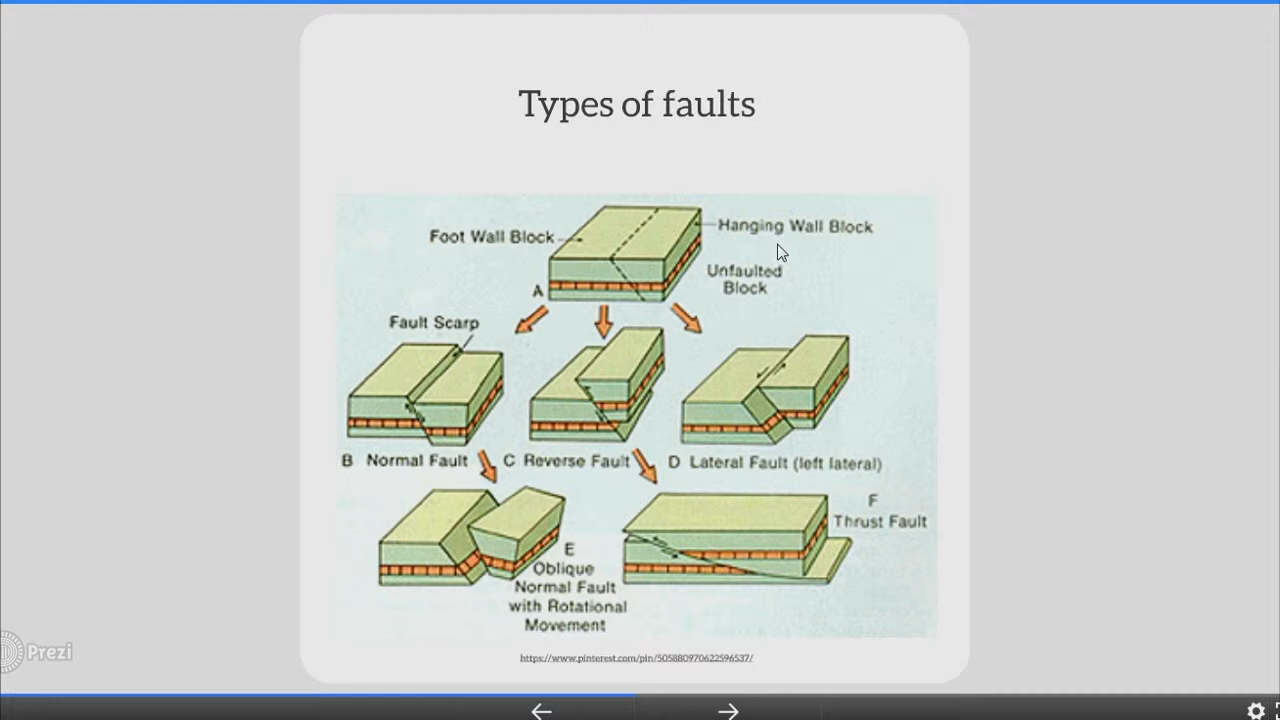 Types of faults
Foot Wall Block
Hanging Wall Block
Unfaulted
Block
A
Fault Scarp
B Normal Fault
C Reverse Fault
D Lateral Fault (left lateral)
E
Oblique
Normal Fault
with Rotational
Movement
F
Thrust Fault
https://www.pinterest.com/pin/505880970622596537/
Prezi